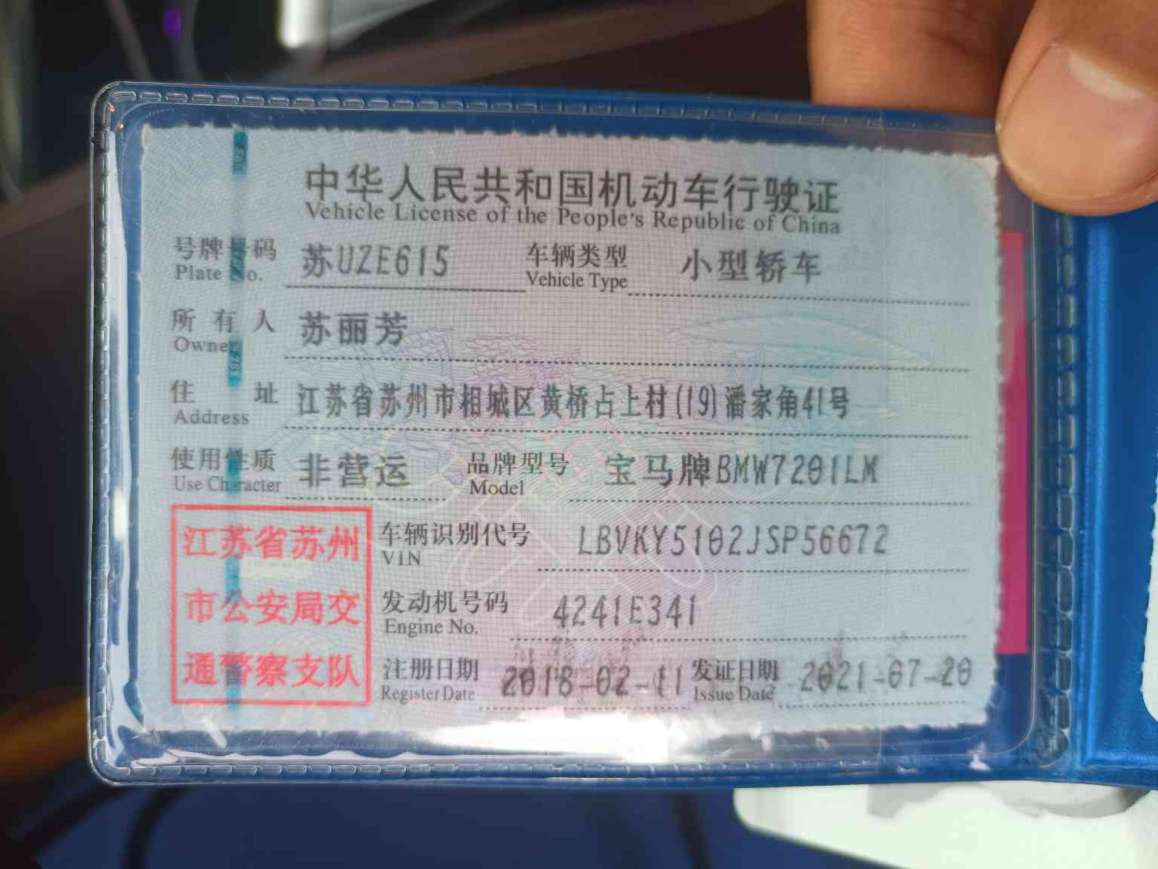 中华人民共和国机动车行驶证
Vehicle License of the People's Republic of China
号牌号码 苏UZE615 车辆类型 小型轿车
Plate No. Vehicle Type
所有人 苏丽芳
Owner
住址 江苏省苏州市相城区黄桥占上村(19)潘家角41号
Address
使用性质 非营运 品牌型号 宝马牌BMW7201LM
Use Character Model
江苏省苏州
市公安局交
通警察支队
车辆识别代号 LBVKY5102JSP56672
VIN
发动机号码 4241E341
Engine No.
注册日期 2018-02-11 发证日期 2021-07-20
Register Date Issue Date